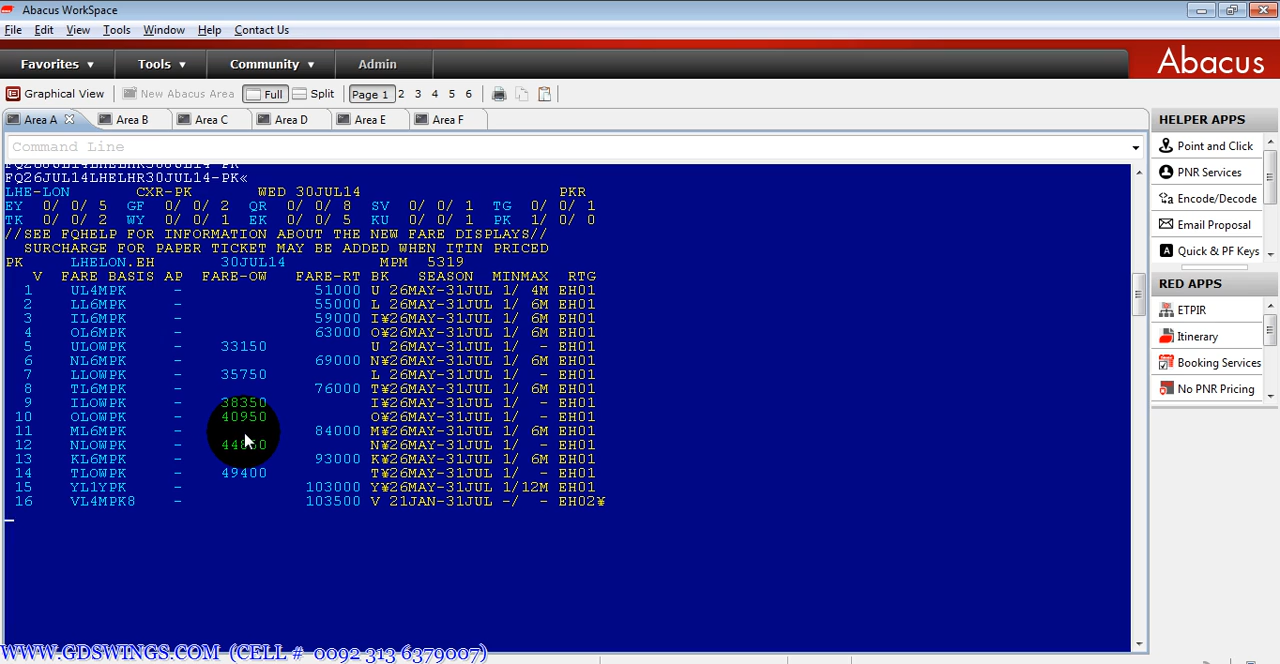 Abacus WorkSpace
File Edit View Tools Window Help Contact Us
Favorites ▼ Tools ▼ Community ▼ Admin
Abacus
Graphical View New Abacus Area Full Split Page 1 2 3 4 5 6
Area A Area B Area C Area D Area E Area F
Command Line
FQ26JUL14LHELHR30JUL14-PK
FQ26JUL14LHELHR30JUL14-PK«
LHE-LON CXR-PK WED 30JUL14 PKR
EY 0/ 0/ 5 GF 0/ 0/ 2 QR 0/ 0/ 8 SV 0/ 0/ 1 TG 0/ 0/ 1
TK 0/ 0/ 2 WY 0/ 0/ 1 EK 0/ 0/ 5 KU 0/ 0/ 1 PK 1/ 0/ 0
//SEE FQHELP FOR INFORMATION ABOUT THE NEW FARE DISPLAYS//
SURCHARGE FOR PAPER TICKET MAY BE ADDED WHEN ITIN PRICED
PK LHELON.EH 30JUL14 MPM 5319
V FARE BASIS AP FARE-OW FARE-RT BK SEASON MINMAX RTG
1 UL4MPK - 51000 U 26MAY-31JUL 1/ 4M EH01
2 LL6MPK - 55000 L 26MAY-31JUL 1/ 6M EH01
3 IL6MPK - 59000 I¥26MAY-31JUL 1/ 6M EH01
4 OL6MPK - 63000 O¥26MAY-31JUL 1/ 6M EH01
5 ULOWPK - 33150 U 26MAY-31JUL 1/ - EH01
6 NL6MPK - 69000 N¥26MAY-31JUL 1/ 6M EH01
7 LLOWPK - 35750 L 26MAY-31JUL 1/ - EH01
8 TL6MPK - 76000 T¥26MAY-31JUL 1/ 6M EH01
9 ILOWPK - 38350 I¥26MAY-31JUL 1/ - EH01
10 OLOWPK - 40950 O¥26MAY-31JUL 1/ - EH01
11 ML6MPK - 84000 M¥26MAY-31JUL 1/ 6M EH01
12 NLOWPK - 44850 N¥26MAY-31JUL 1/ - EH01
13 KL6MPK - 93000 K¥26MAY-31JUL 1/ 6M EH01
14 TLOWPK - 49400 T¥26MAY-31JUL 1/ - EH01
15 YL1YPK - 103000 Y¥26MAY-31JUL 1/12M EH01
16 VL4MPK8 - 103500 V 21JAN-31JUL -/ - EH02¥
HELPER APPS
Point and Click
PNR Services
Encode/Decode
Email Proposal
Quick & PF Keys
RED APPS
ETPIR
Itinerary
Booking Services
No PNR Pricing
WWW.GDSWINGS.COM (CELL # 0092 313 6379007)